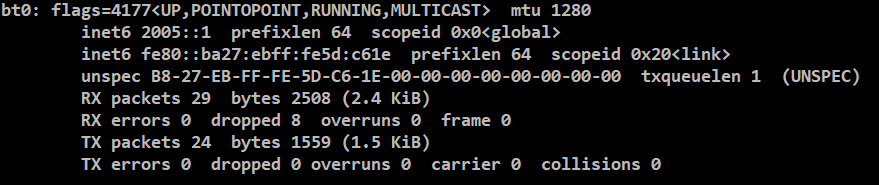 bt0: flags=4177<UP,POINTOPOINT,RUNNING,MULTICAST>  mtu 1280
inet6 2005::1  prefixlen 64  scopeid 0x0<global>
inet6 fe80::ba27:ebff:fe5d:c61e  prefixlen 64  scopeid 0x20<link>
unspec B8-27-EB-FF-FE-5D-C6-1E-00-00-00-00-00-00-00-00  txqueuelen 1  (UNSPEC)
RX packets 29  bytes 2508 (2.4 KiB)
RX errors 0  dropped 8  overruns 0  frame 0
TX packets 24  bytes 1559 (1.5 KiB)
TX errors 0  dropped 0 overruns 0  carrier 0  collisions 0